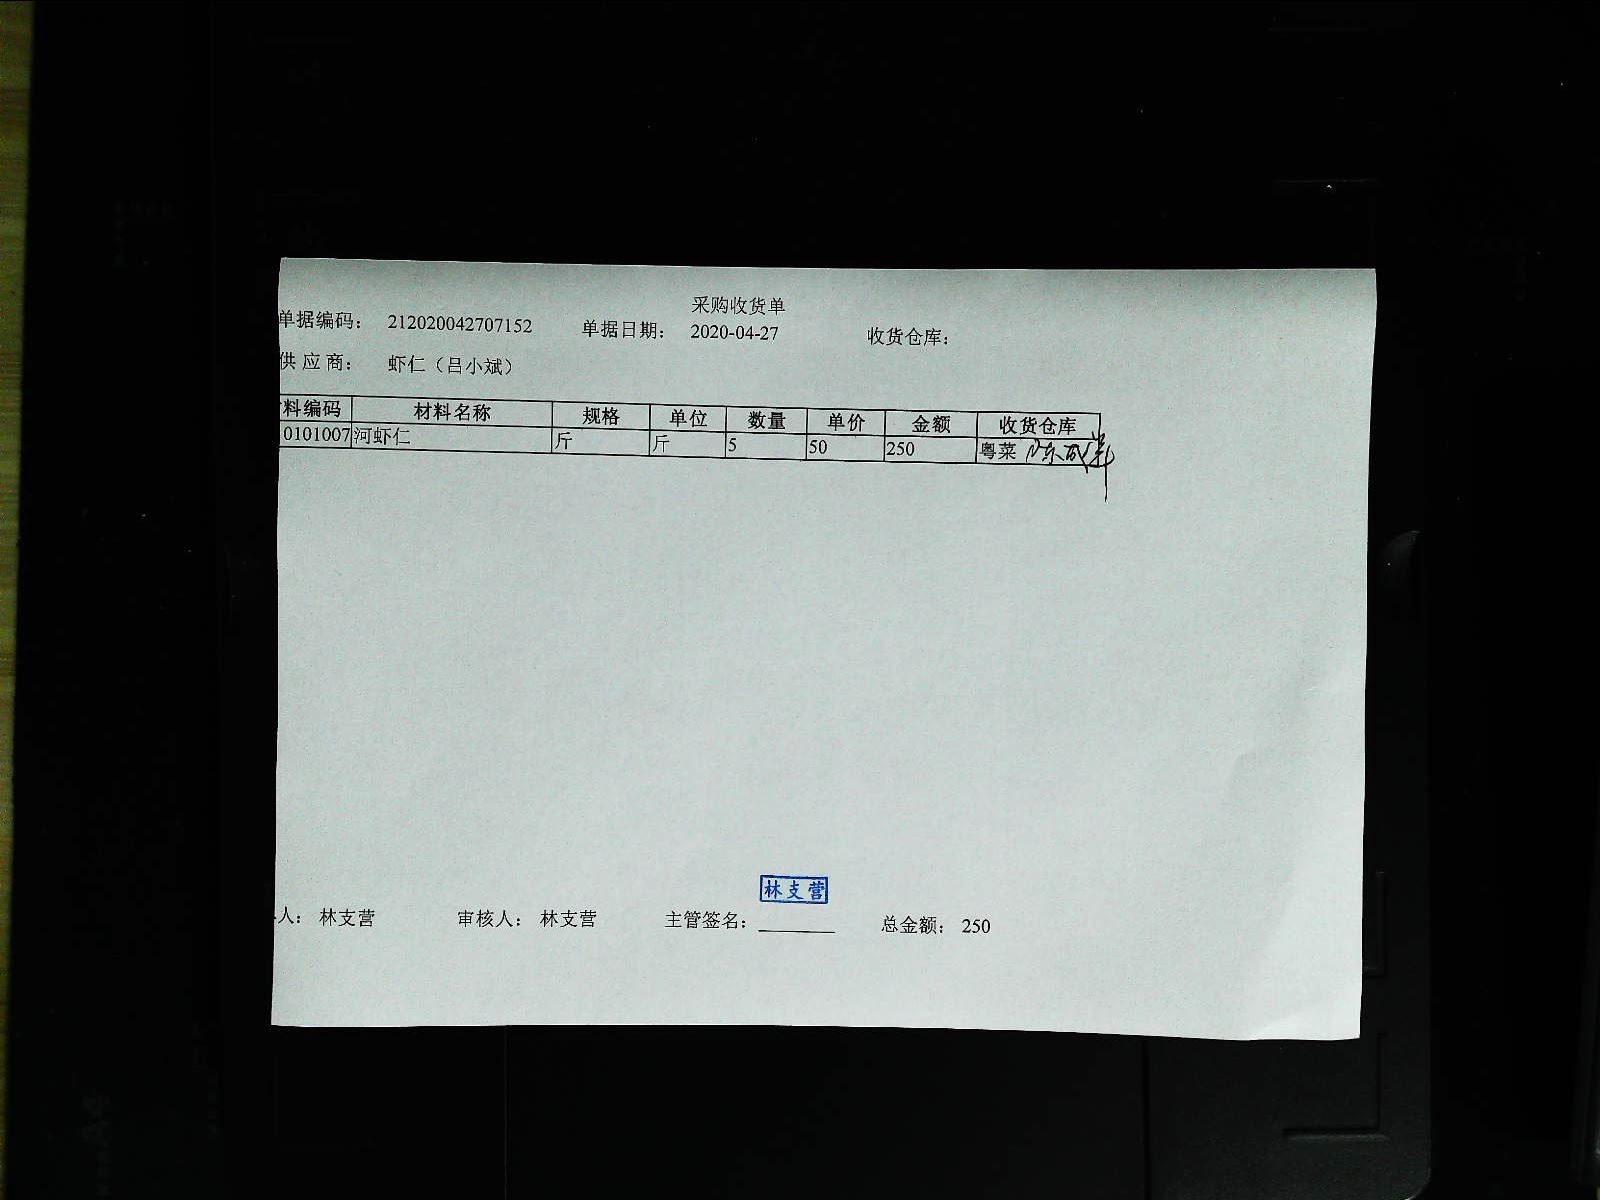 采购收货单
单据编码： 212020042707152 单据日期： 2020-04-27 收货仓库：
供 应 商： 虾仁（吕小斌）
料编码 材料名称 规格 单位 数量 单价 金额 收货仓库
0101007 河虾仁 斤 斤 5 50 250 粤菜
林支营
人： 林支营 审核人： 林支营 主管签名： 总金额： 250